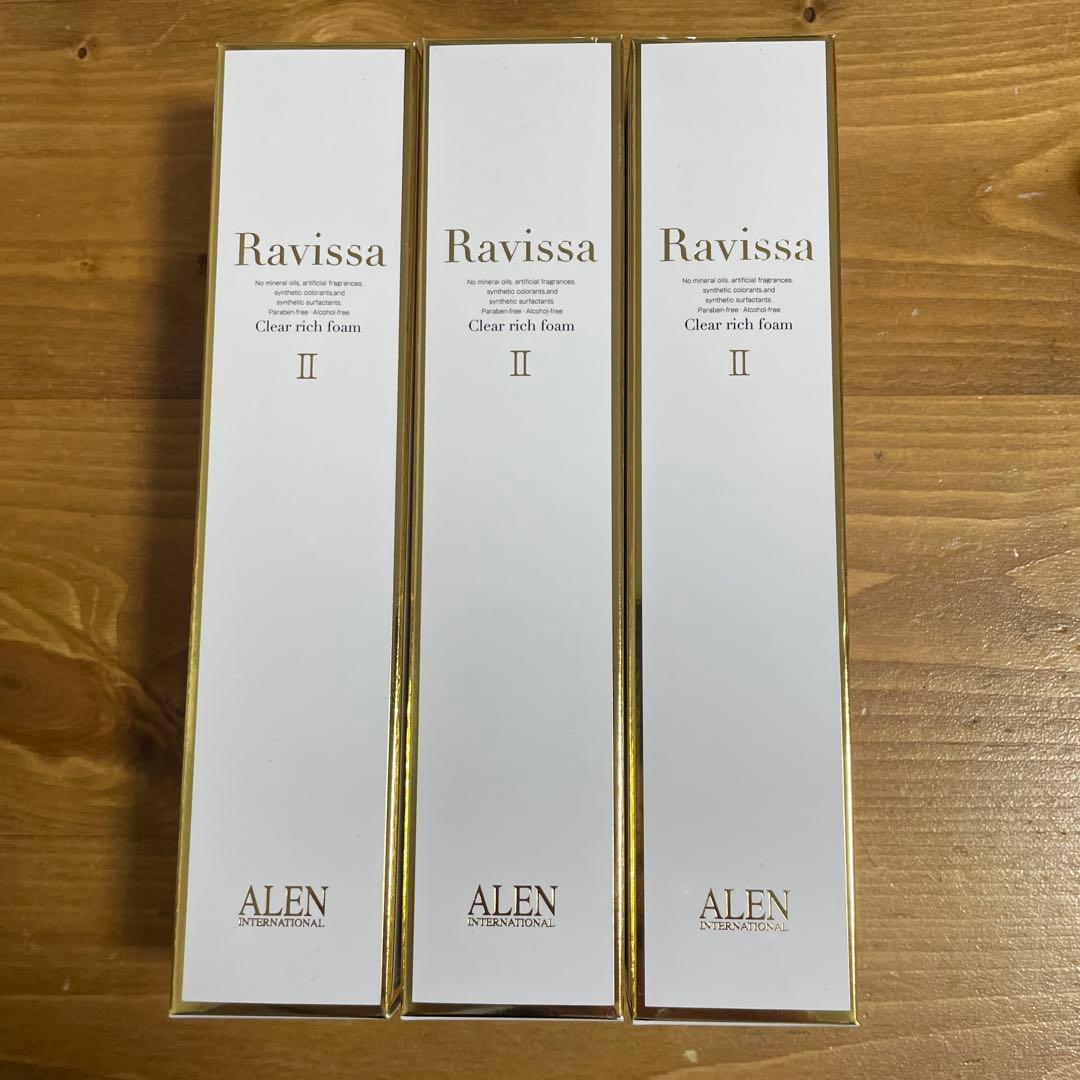 Ravissa
No mineral oils, artificial fragrances,
synthetic colorants,and
synthetic surfactants.
Paraben-free · Alcohol-free
Clear rich foam
II
ALEN
INTERNATIONAL
Ravissa
No mineral oils, artificial fragrances,
synthetic colorants,and
synthetic surfactants.
Paraben-free · Alcohol-free
Clear rich foam
II
ALEN
INTERNATIONAL
Ravissa
No mineral oils, artificial fragrances,
synthetic colorants,and
synthetic surfactants.
Paraben-free · Alcohol-free
Clear rich foam
II
ALEN
INTERNATIONAL